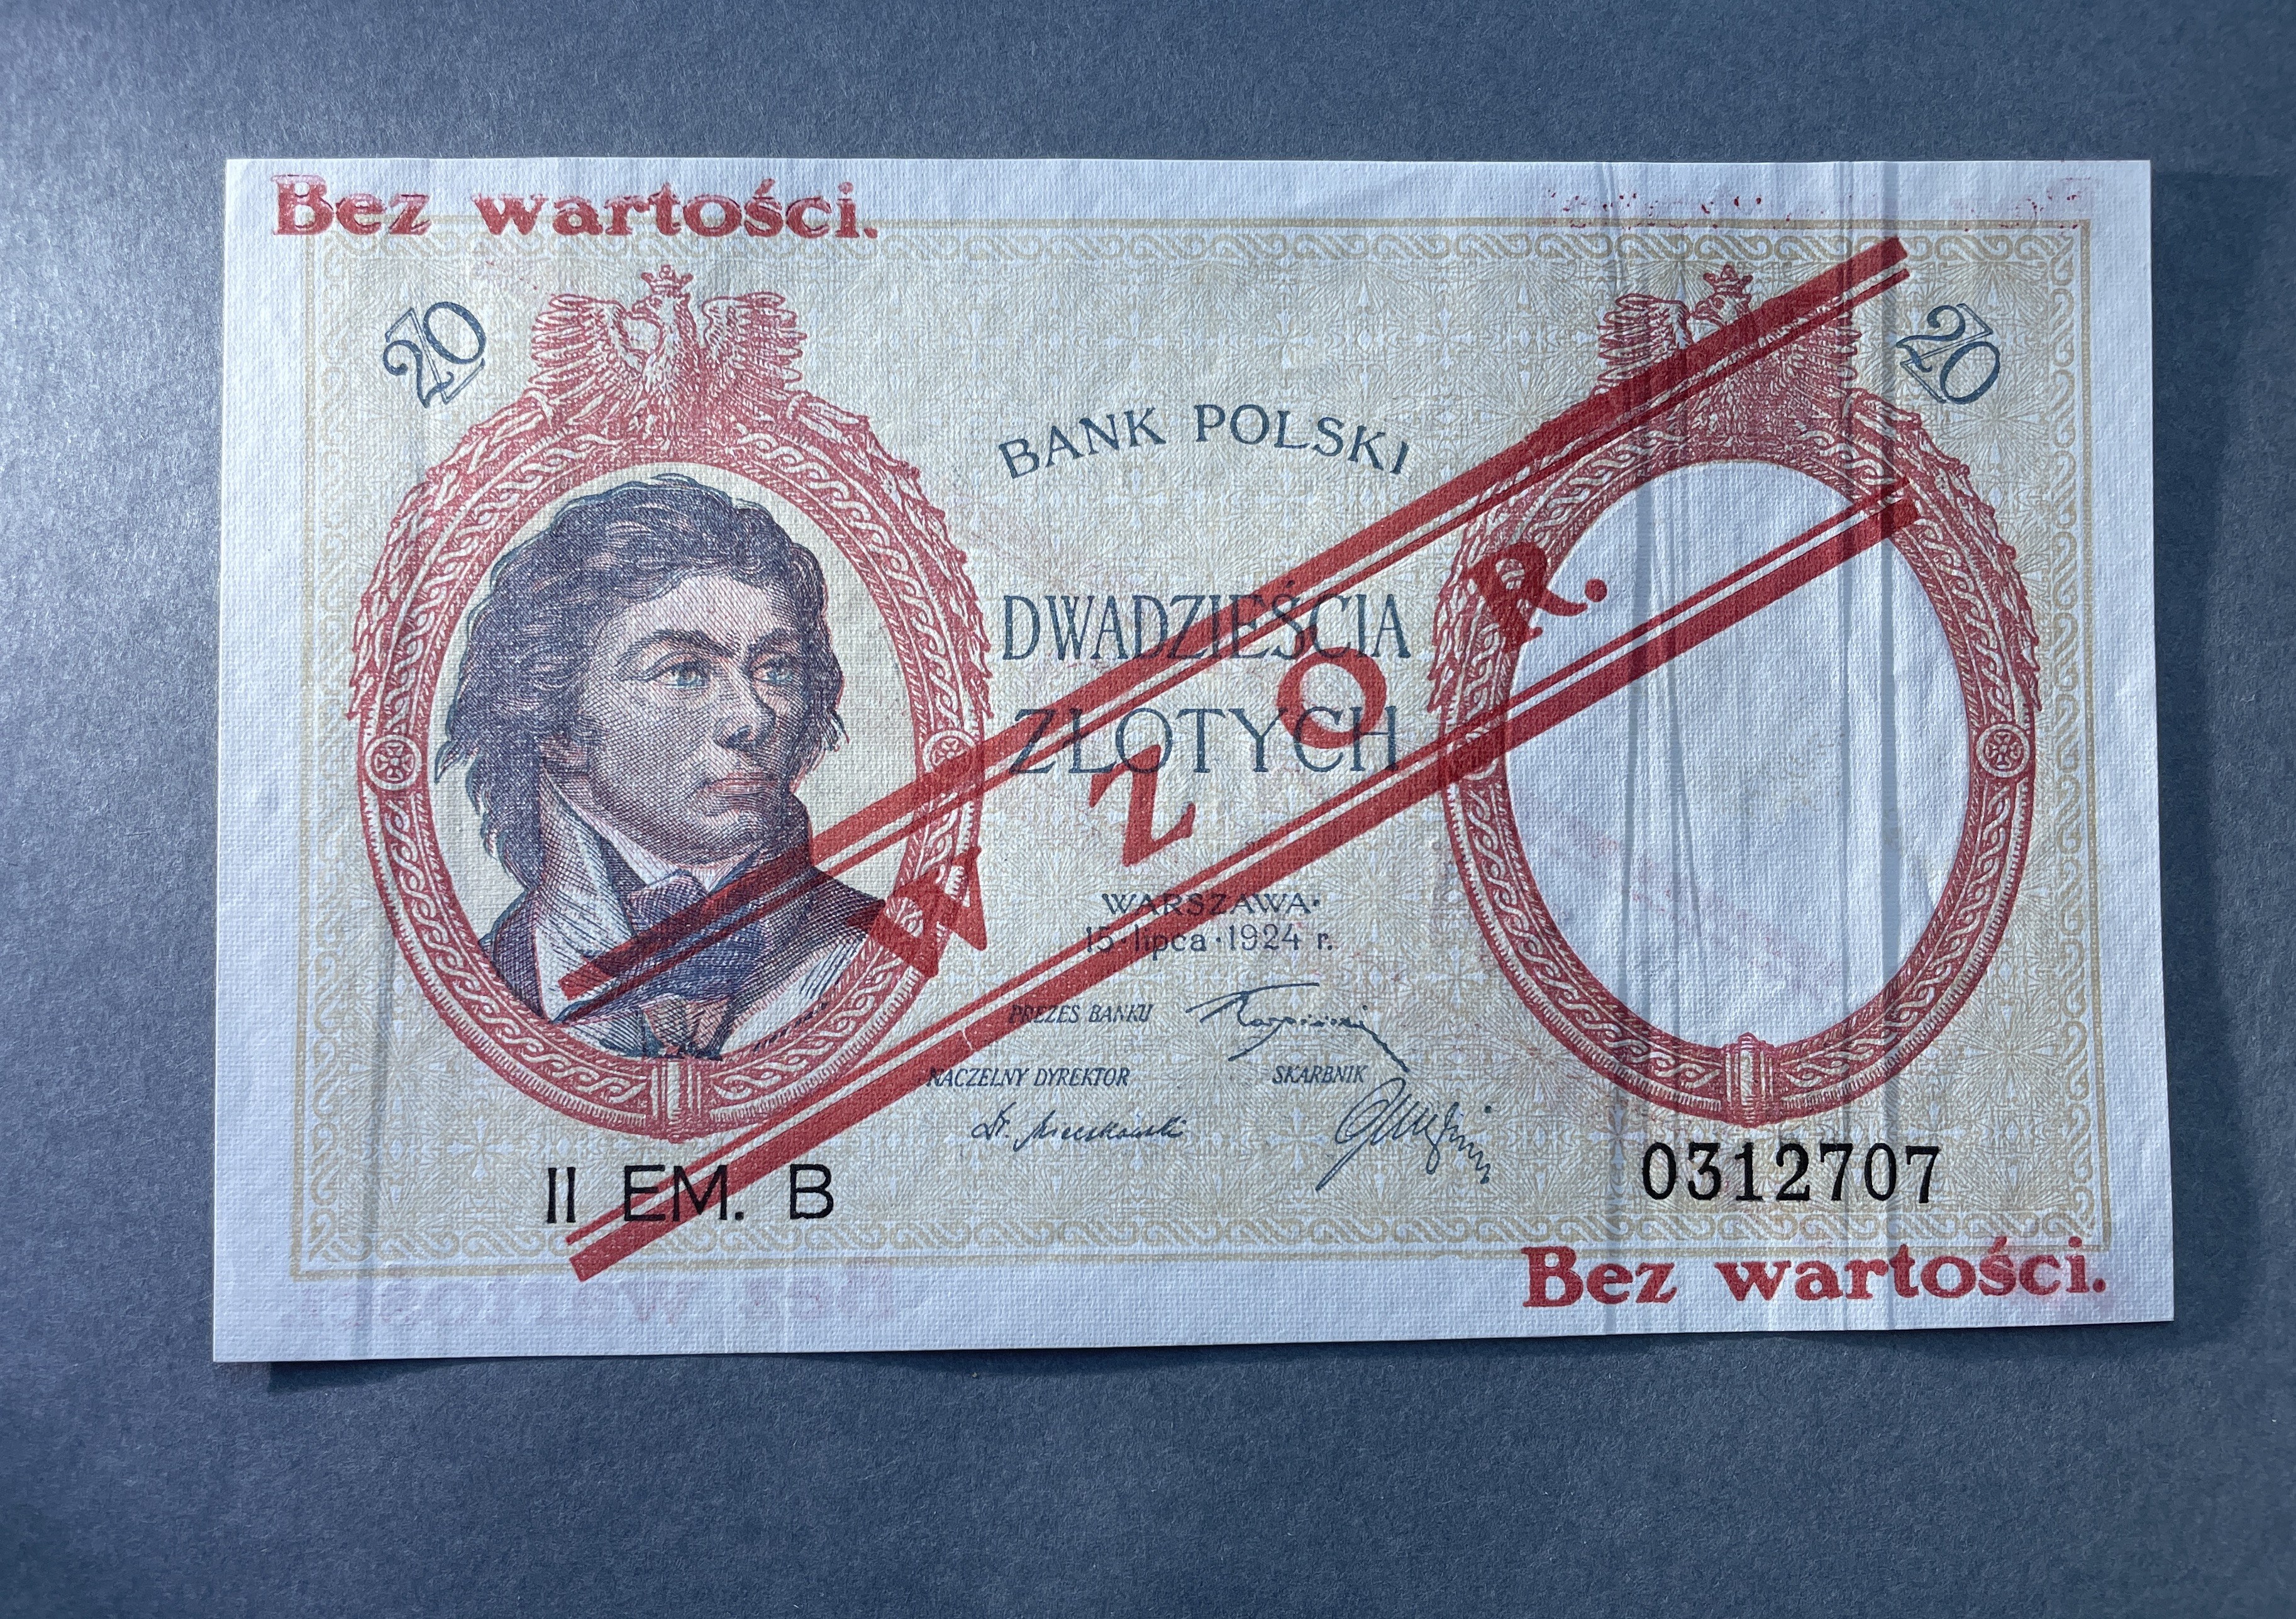 Bez wartości.
20
20
BANK POLSKI
DWADZIEŚCIA
ZŁOTYCH
WZOR.
WARSZAWA·
15·lipca·1924 r.
PREZES BANKU
NACZELNY DYREKTOR
SKARBNIK
II EM. B
0312707
Bez wartości.